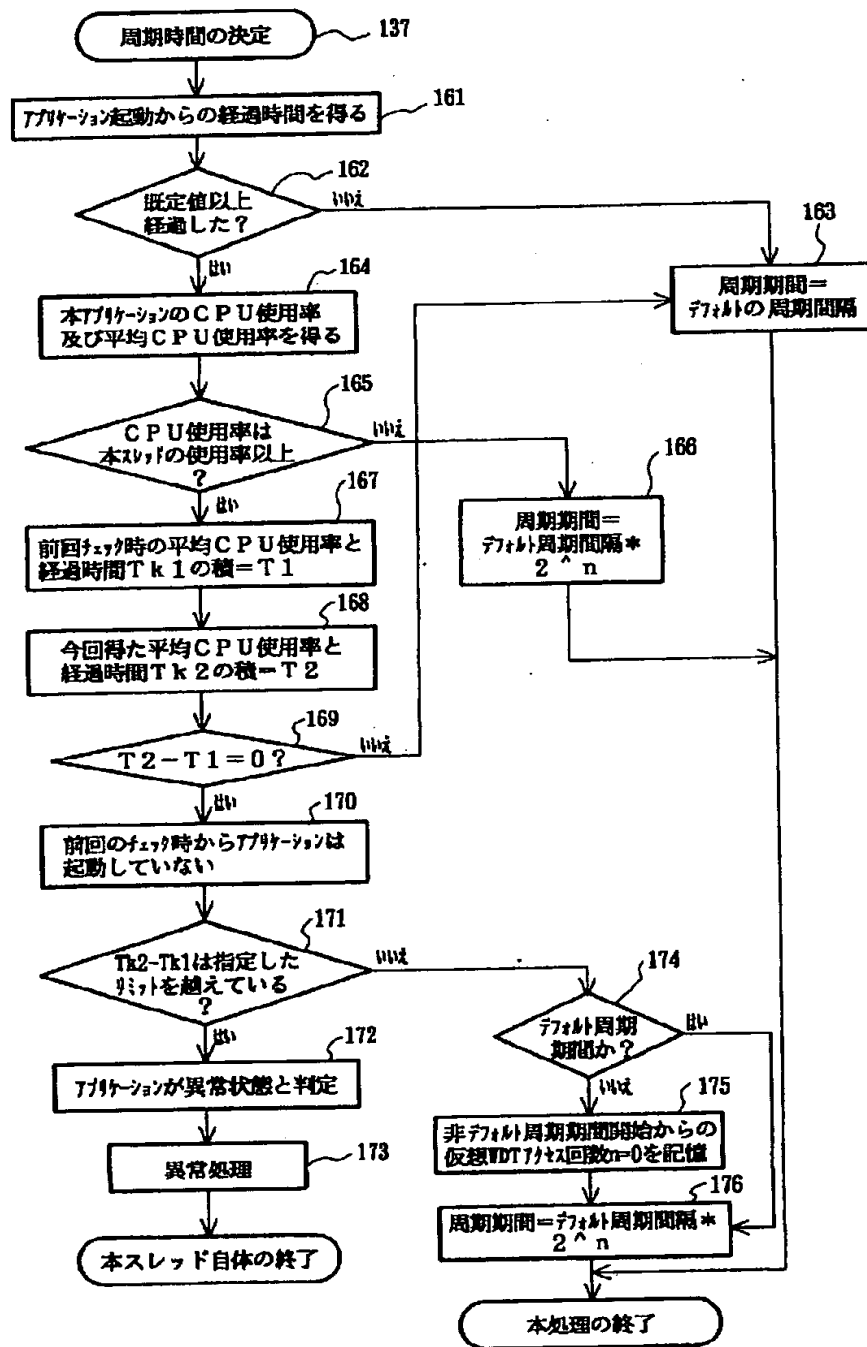 周期時間の決定
137
アプリケーション起動からの経過時間を得る
161
既定値以上
経過した？
162
いいえ
はい
周期期間＝
デフォルトの周期間隔
163
本アプリケーションのＣＰＵ使用率
及び平均ＣＰＵ使用率を得る
164
ＣＰＵ使用率は
本スレッドの使用率以上
？
165
いいえ
はい
周期期間＝
デフォルト周期間隔*
２＾ｎ
166
前回チェック時の平均ＣＰＵ使用率と
経過時間Ｔｋ１の積＝Ｔ１
167
今回得た平均ＣＰＵ使用率と
経過時間Ｔｋ２の積＝Ｔ２
168
Ｔ２－Ｔ１＝０？
169
いいえ
はい
前回のチェック時からアプリケーションは
起動していない
170
Tk2-Tk1は指定した
リミットを越えている
？
171
いいえ
はい
アプリケーションが異常状態と判定
172
異常処理
173
本スレッド自体の終了
デフォルト周期
期間か？
174
はい
いいえ
非デフォルト周期期間開始からの
仮想WDTアクセス回数n=0を記憶
175
周期期間＝デフォルト周期間隔*
２＾ｎ
176
本処理の終了